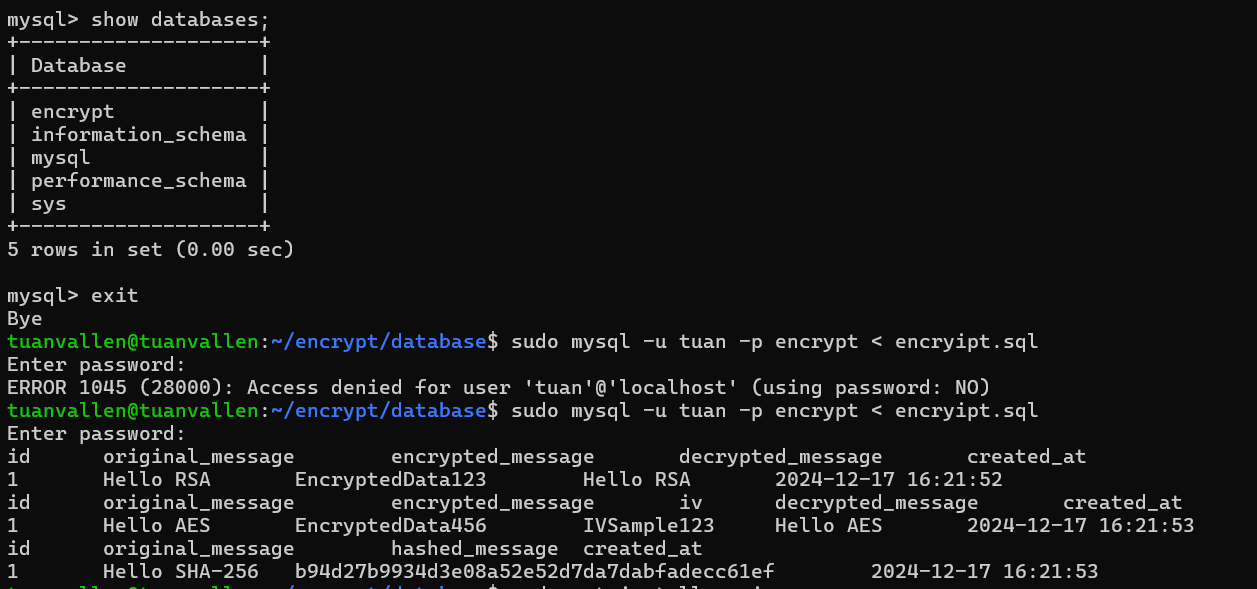 mysql> show databases;
+--------------------+
| Database           |
+--------------------+
| encrypt            |
| information_schema |
| mysql              |
| performance_schema |
| sys                |
+--------------------+
5 rows in set (0.00 sec)
mysql> exit
Bye
tuanvallen@tuanvallen:~/encrypt/database$ sudo mysql -u tuan -p encrypt < encryipt.sql
Enter password:
ERROR 1045 (28000): Access denied for user 'tuan'@'localhost' (using password: NO)
tuanvallen@tuanvallen:~/encrypt/database$ sudo mysql -u tuan -p encrypt < encryipt.sql
Enter password:
id      original_message        encrypted_message       decrypted_message       created_at
1       Hello RSA       EncryptedData123        Hello RSA       2024-12-17 16:21:52
id      original_message        encrypted_message       iv      decrypted_message       created_at
1       Hello AES       EncryptedData456        IVSample123     Hello AES       2024-12-17 16:21:53
id      original_message        hashed_message  created_at
1       Hello SHA-256   b94d27b9934d3e08a52e52d7da7dabfadecc61ef        2024-12-17 16:21:53